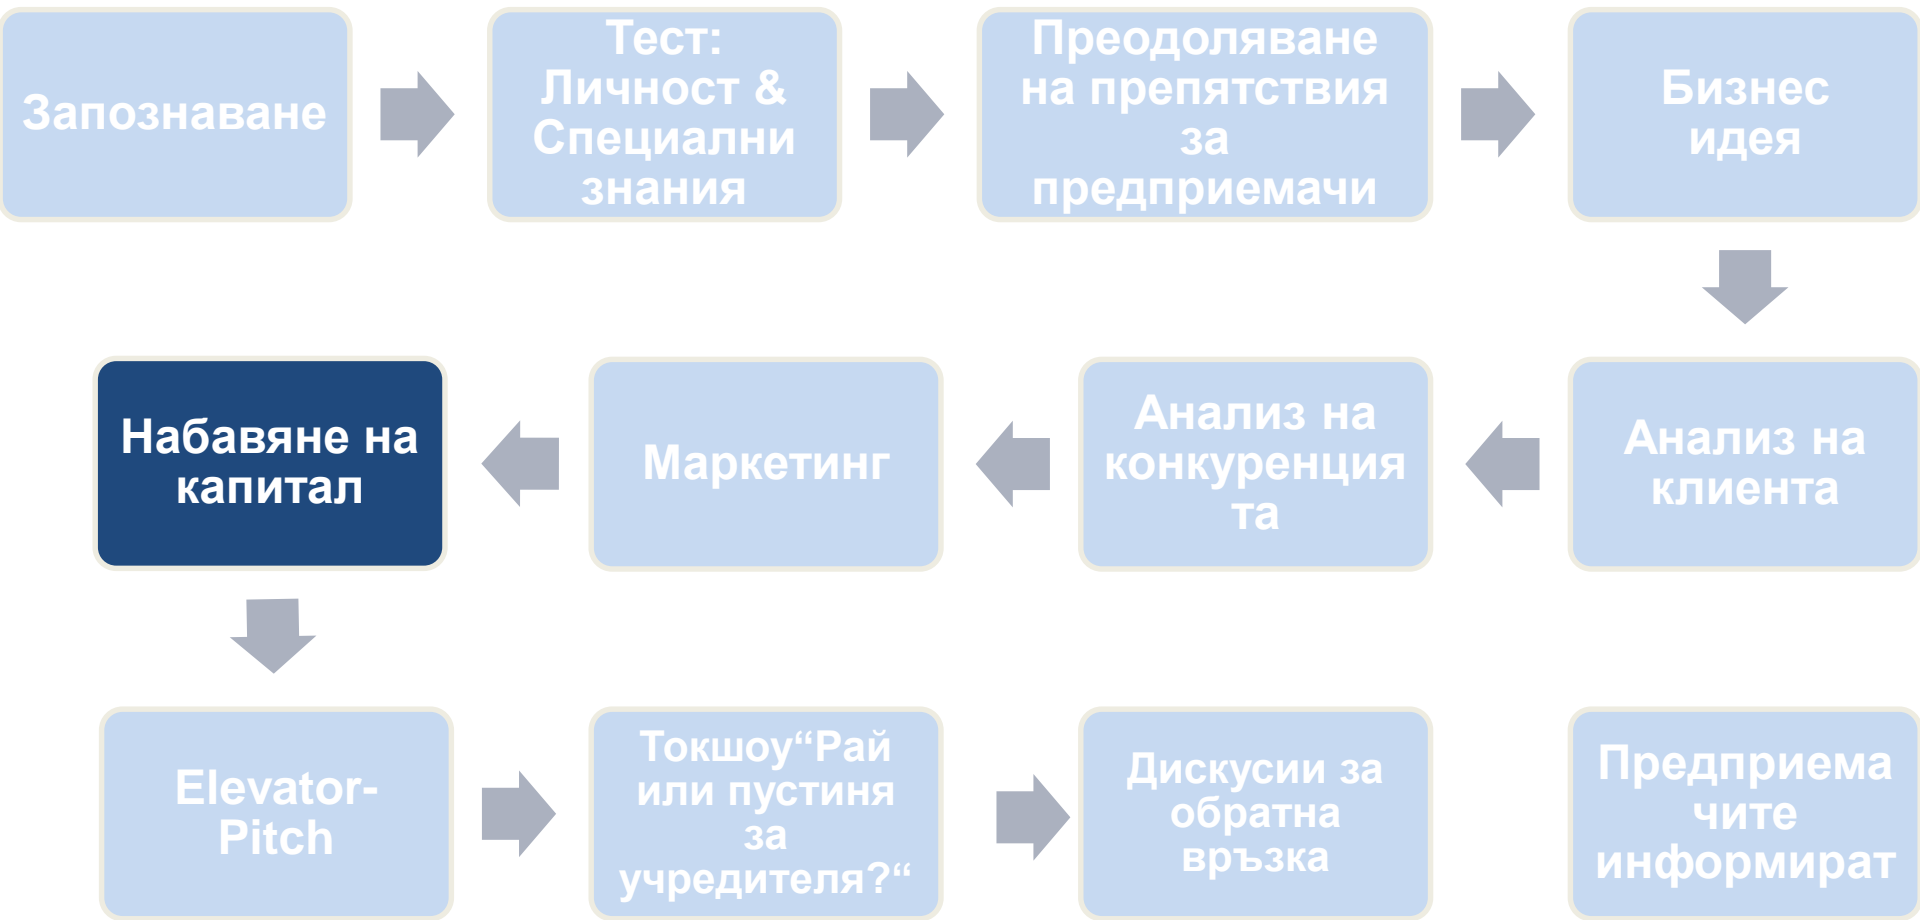 Запознаване
Тест:
Личност &
Специални
знания
Преодоляване
на препятствия
за
предприемачи
Бизнес
идея
Набавяне на
капитал
Маркетинг
Анализ на
конкуренция
та
Анализ на
клиента
Elevator-
Pitch
Токшоу“Рай
или пустиня
за
учредителя?“
Дискусии за
обратна
връзка
Предприема
чите
информират